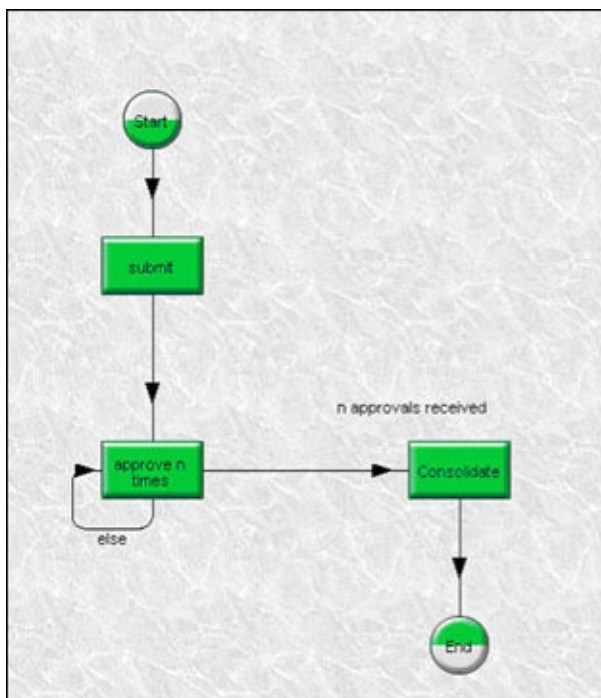 Start
submit
n approvals received
approve n
times
Consolidate
else
End